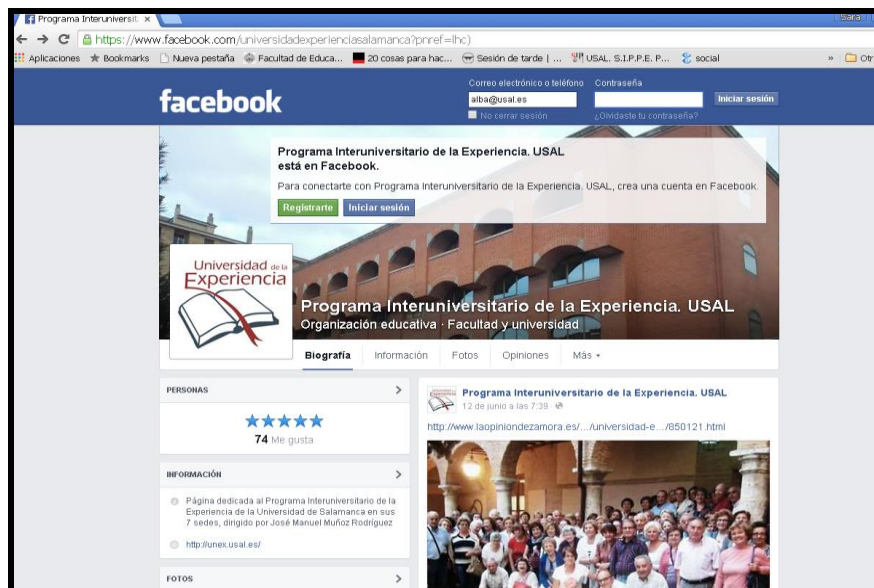 Programa Interuniversit
Sara
https://www.facebook.com/universidadexperienciasalamanca?pnref=lhc)
Aplicaciones
Bookmarks
Nueva pestaña
Facultad de Educa...
20 cosas para hac...
Sesión de tarde | ...
USAL. S.I.P.P.E. P...
social
»
Otr
Correo electrónico o teléfono
Contraseña
facebook
alba@usal.es
Iniciar sesión
No cerrar sesión
¿Olvidaste tu contraseña?
Programa Interuniversitario de la Experiencia. USAL
está en Facebook.
Para conectarte con Programa Interuniversitario de la Experiencia. USAL, crea una cuenta en Facebook.
Registrarte
Iniciar sesión
Universidad de la
Experiencia
Programa Interuniversitario de la Experiencia. USAL
Organización educativa · Facultad y universidad
Biografía
Información
Fotos
Opiniones
Más
PERSONAS
74 Me gusta
INFORMACIÓN
Página dedicada al Programa Interuniversitario de la
Experiencia de la Universidad de Salamanca en sus
7 sedes, dirigido por José Manuel Muñoz Rodríguez
http://unex.usal.es/
FOTOS
Programa Interuniversitario de la Experiencia. USAL
12 de junio a las 7:39 ·
http://www.laopiniondezamora.es/.../universidad-e.../850121.html